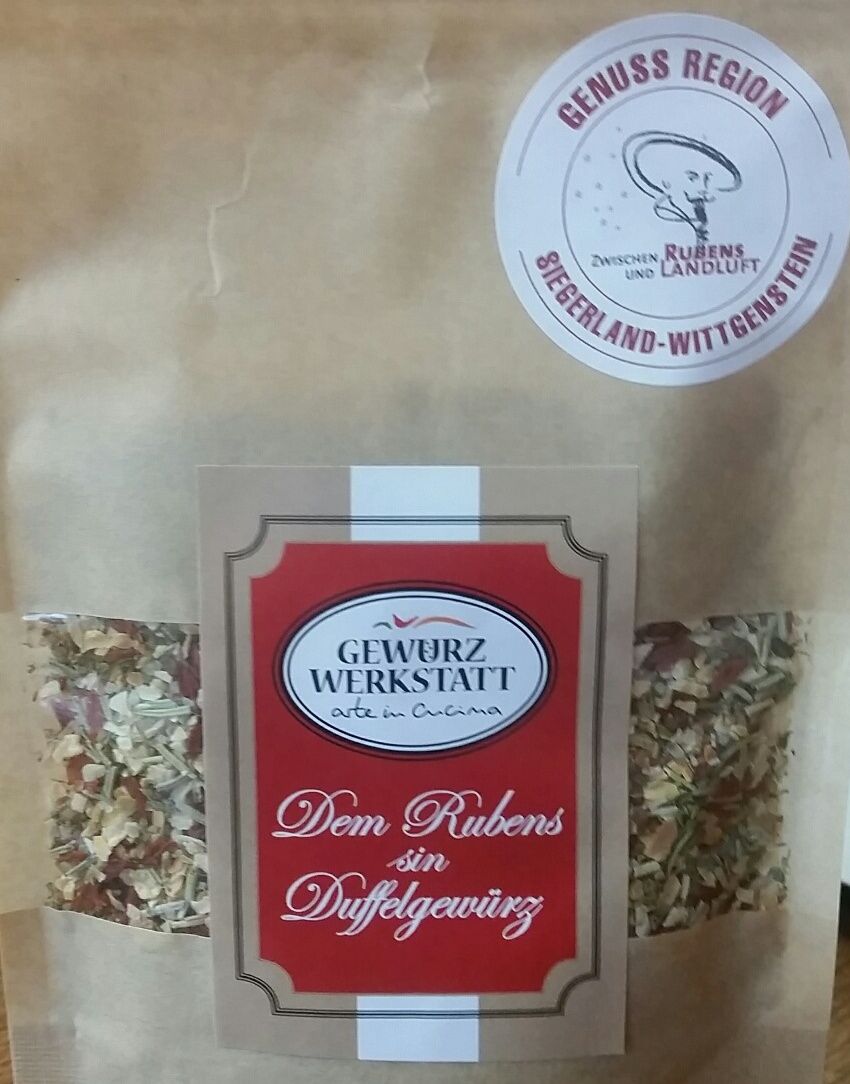 GENUSS REGION
ZWISCHEN RUBENS
UND LANDLUFT
SIEGERLAND-WITTGENSTEIN
GEWÜRZ
WERKSTATT
arte in cucina
Dem Rubens
sin
Duffelgewürz